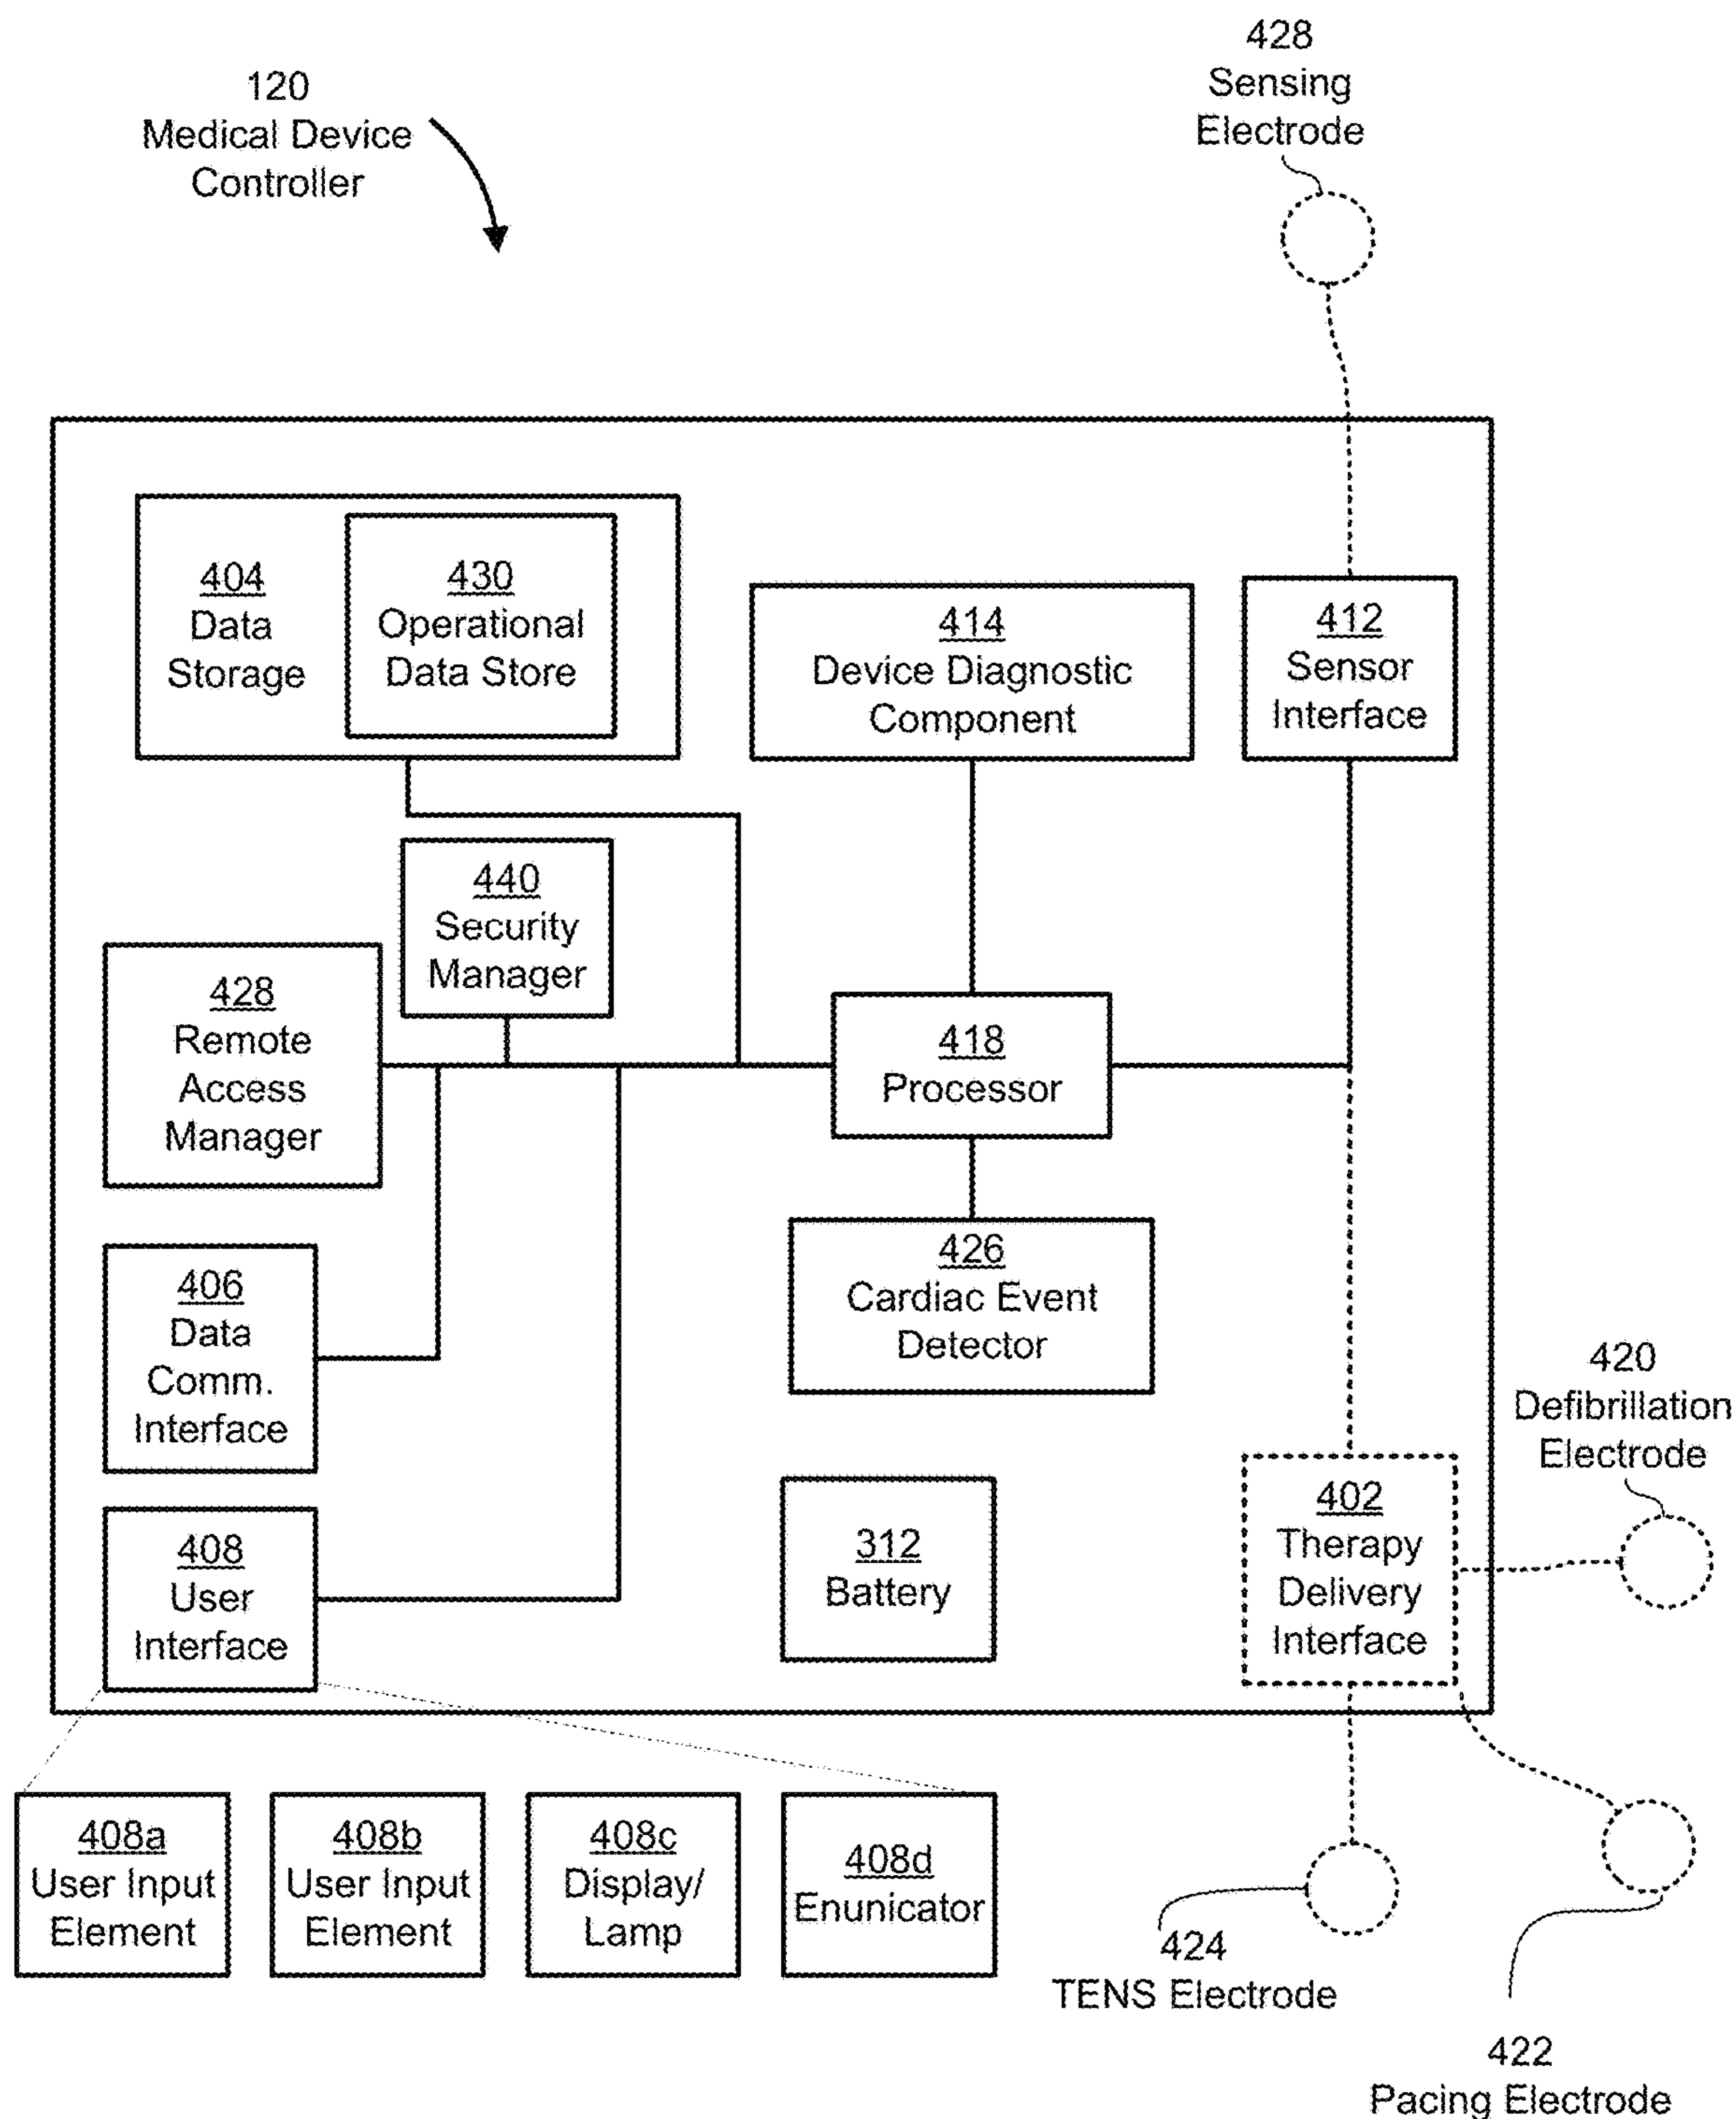 428
Sensing
Electrode
120
Medical Device
Controller
404
Data
Storage
430
Operational
Data Store
414
Device Diagnostic
Component
412
Sensor
Interface
440
Security
Manager
428
Remote
Access
Manager
418
Processor
406
Data
Comm.
Interface
426
Cardiac Event
Detector
420
Defibrillation
Electrode
408
User
Interface
312
Battery
402
Therapy
Delivery
Interface
408a
User Input
Element
408b
User Input
Element
408c
Display/
Lamp
408d
Enunicator
424
TENS Electrode
422
Pacing Electrode